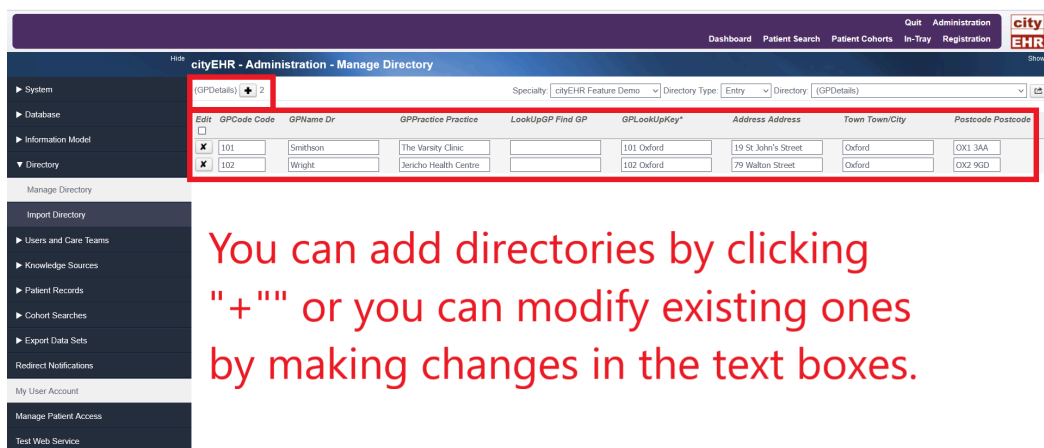 Quit Administration
city
EHR
Dashboard Patient Search Patient Cohorts In-Tray Registration
Hide
cityEHR - Administration - Manage Directory
Show
▶ System
(GPDetails) + 2
Specialty: cityEHR Feature Demo Directory Type: Entry Directory: (GPDetails)
▶ Database
Edit GPCode Code GPName Dr GPPractice Practice LookUpGP Find GP GPLookUpKey* Address Address Town Town/City Postcode Postcode
▶ Information Model
✘ 101 Smithson The Varsity Clinic 101 Oxford 19 St John's Street Oxford OX1 3AA
▼ Directory
✘ 102 Wright Jericho Health Centre 102 Oxford 79 Walton Street Oxford OX2 9GD
Manage Directory
Import Directory
▶ Users and Care Teams
▶ Knowledge Sources
▶ Patient Records
▶ Cohort Searches
▶ Export Data Sets
Redirect Notifications
My User Account
Manage Patient Access
Test Web Service
You can add directories by clicking
"+"" or you can modify existing ones
by making changes in the text boxes.